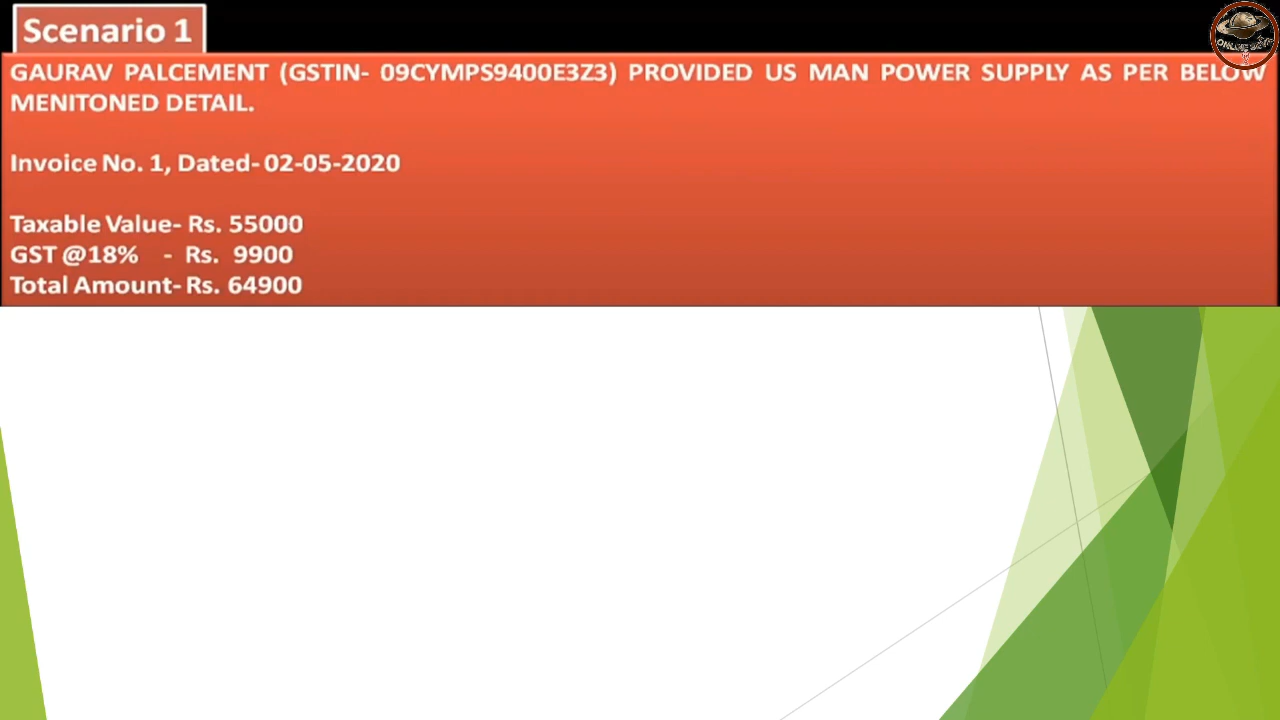 Scenario 1
GAURAV PALCEMENT (GSTIN- 09CYMPS9400E3Z3) PROVIDED US MAN POWER SUPPLY AS PER BELOW
MENITONED DETAIL.
Invoice No. 1, Dated- 02-05-2020
Taxable Value- Rs. 55000
GST @18% - Rs. 9900
Total Amount- Rs. 64900
ONLINE